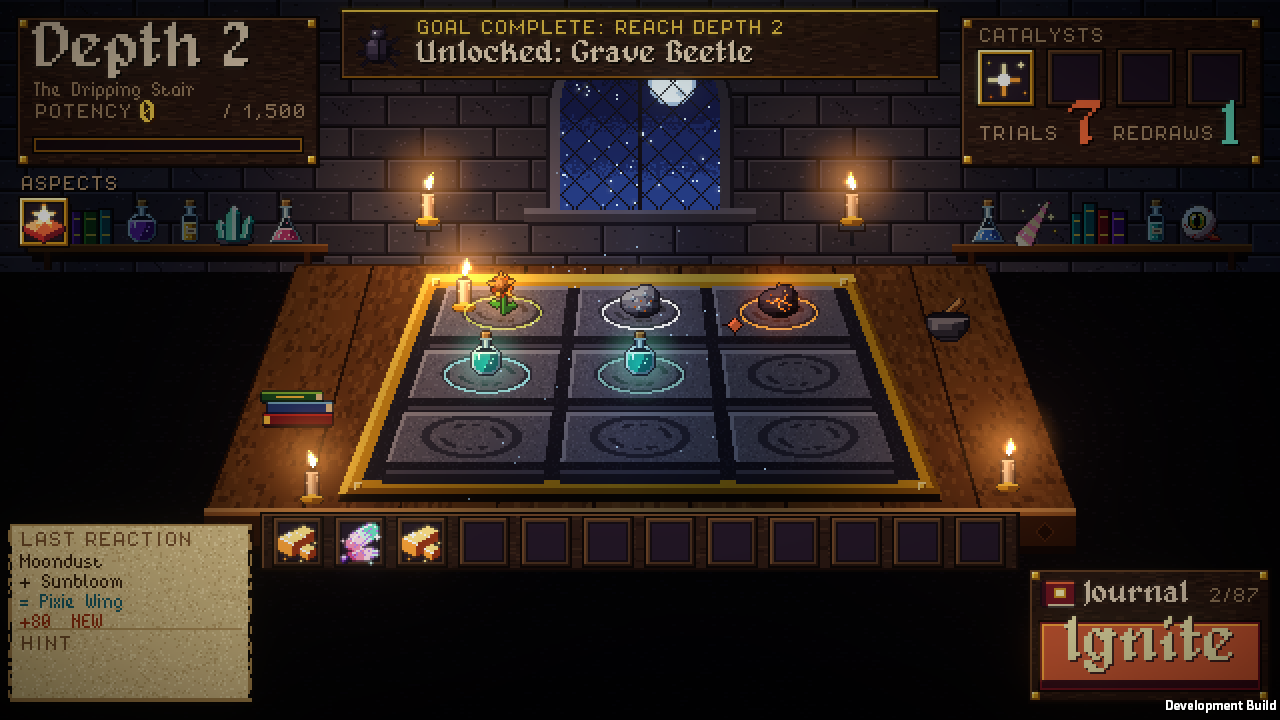 Depth 2
The Dripping Stair
POTENCY 0 / 1,500
GOAL COMPLETE: REACH DEPTH 2
Unlocked: Grave Beetle
CATALYSTS
TRIALS 7 REDRAWS 1
ASPECTS
LAST REACTION
Moondust
+ Sunbloom
= Pixie Wing
+80 NEW
HINT
Journal 2/87
Ignite
Development Build